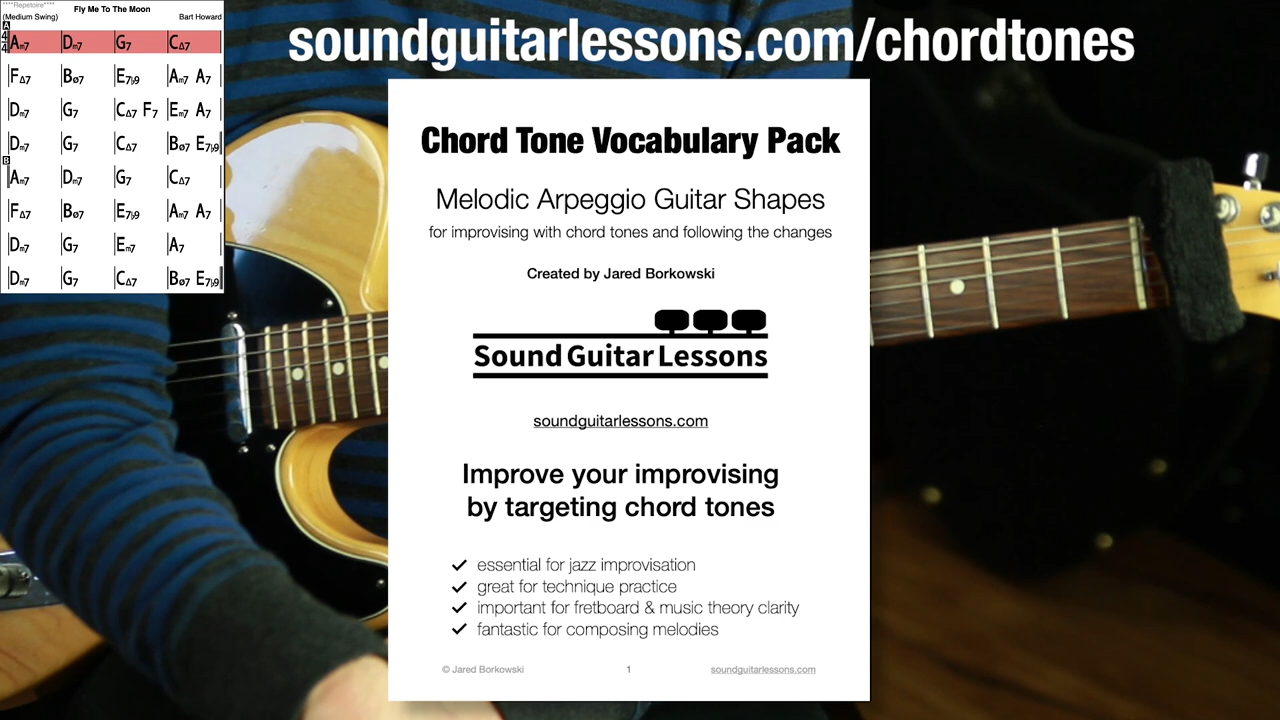 ****Repetoire****
Fly Me To The Moon
(Medium Swing)
Bart Howard
A
4
4
Am7 Dm7 G7 CΔ7
FΔ7 Bø7 E7♭9 Am7 A7
Dm7 G7 CΔ7 F7 Em7 A7
Dm7 G7 CΔ7 Bø7 E7♭9
B
Am7 Dm7 G7 CΔ7
FΔ7 Bø7 E7♭9 Am7 A7
Dm7 G7 Em7 A7
Dm7 G7 CΔ7 Bø7 E7♭9
soundguitarlessons.com/chordtones
Chord Tone Vocabulary Pack
Melodic Arpeggio Guitar Shapes
for improvising with chord tones and following the changes
Created by Jared Borkowski
Sound Guitar Lessons
soundguitarlessons.com
Improve your improvising
by targeting chord tones
✓ essential for jazz improvisation
✓ great for technique practice
✓ important for fretboard & music theory clarity
✓ fantastic for composing melodies
© Jared Borkowski 1 soundguitarlessons.com